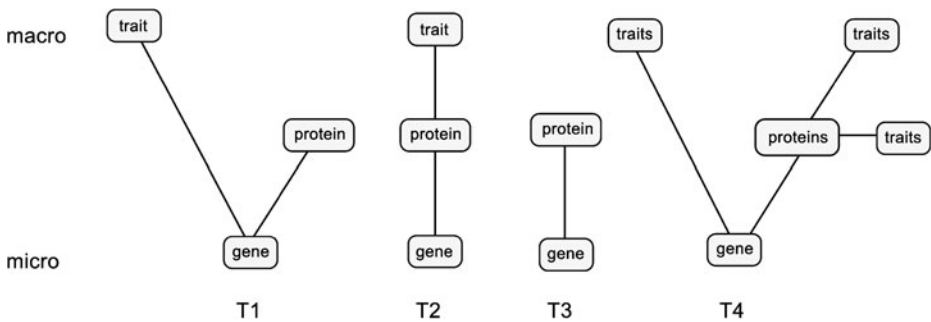 macro
trait
trait
traits
traits
protein
protein
protein
proteins
traits
micro
gene
gene
gene
gene
T1
T2
T3
T4